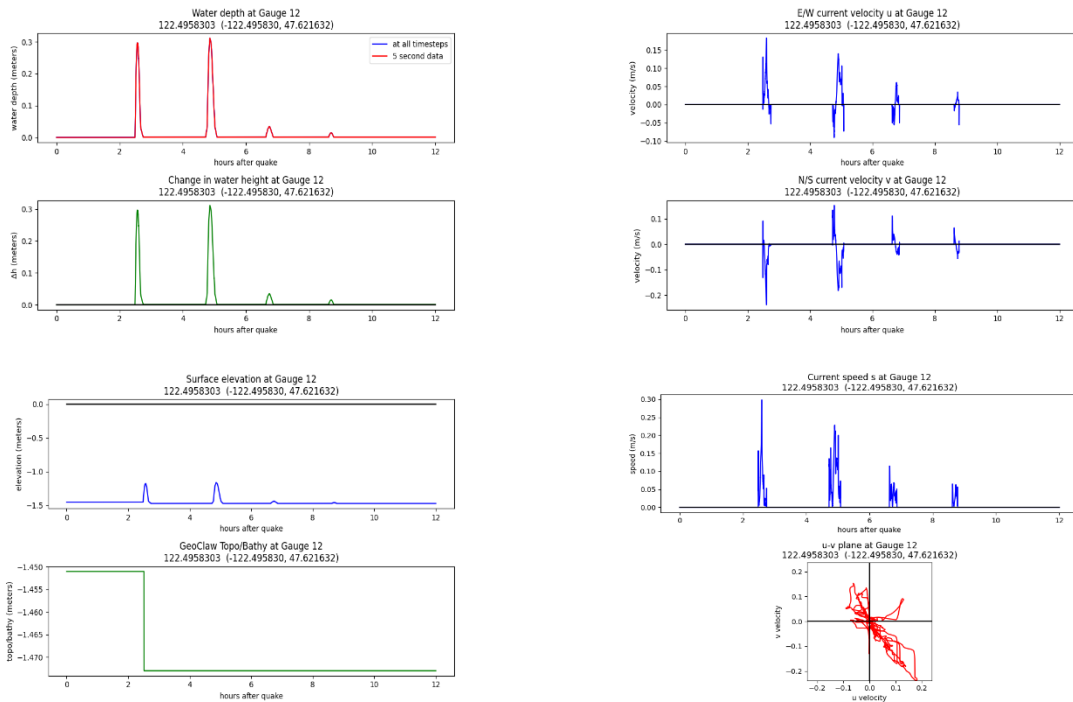 Water depth at Gauge 12
122.4958303 (-122.495830, 47.621632)
water depth (meters)
0.3
0.2
0.1
0.0
at all timesteps
5 second data
0 2 4 6 8 10 12
hours after quake
Change in water height at Gauge 12
122.4958303 (-122.495830, 47.621632)
Δh (meters)
0.3
0.2
0.1
0.0
0 2 4 6 8 10 12
hours after quake
Surface elevation at Gauge 12
122.4958303 (-122.495830, 47.621632)
elevation (meters)
0.0
−0.5
−1.0
−1.5
0 2 4 6 8 10 12
hours after quake
GeoClaw Topo/Bathy at Gauge 12
122.4958303 (-122.495830, 47.621632)
topo/bathy (meters)
−1.450
−1.455
−1.460
−1.465
−1.470
0 2 4 6 8 10 12
hours after quake
E/W current velocity u at Gauge 12
122.4958303 (-122.495830, 47.621632)
velocity (m/s)
0.15
0.10
0.05
0.00
−0.05
−0.10
0 2 4 6 8 10 12
hours after quake
N/S current velocity v at Gauge 12
122.4958303 (-122.495830, 47.621632)
velocity (m/s)
0.1
0.0
−0.1
−0.2
0 2 4 6 8 10 12
hours after quake
Current speed s at Gauge 12
122.4958303 (-122.495830, 47.621632)
speed (m/s)
0.30
0.25
0.20
0.15
0.10
0.05
0.00
0 2 4 6 8 10 12
hours after quake
u-v plane at Gauge 12
122.4958303 (-122.495830, 47.621632)
v velocity
0.2
0.1
0.0
−0.1
−0.2
−0.2 −0.1 0.0 0.1 0.2
u velocity